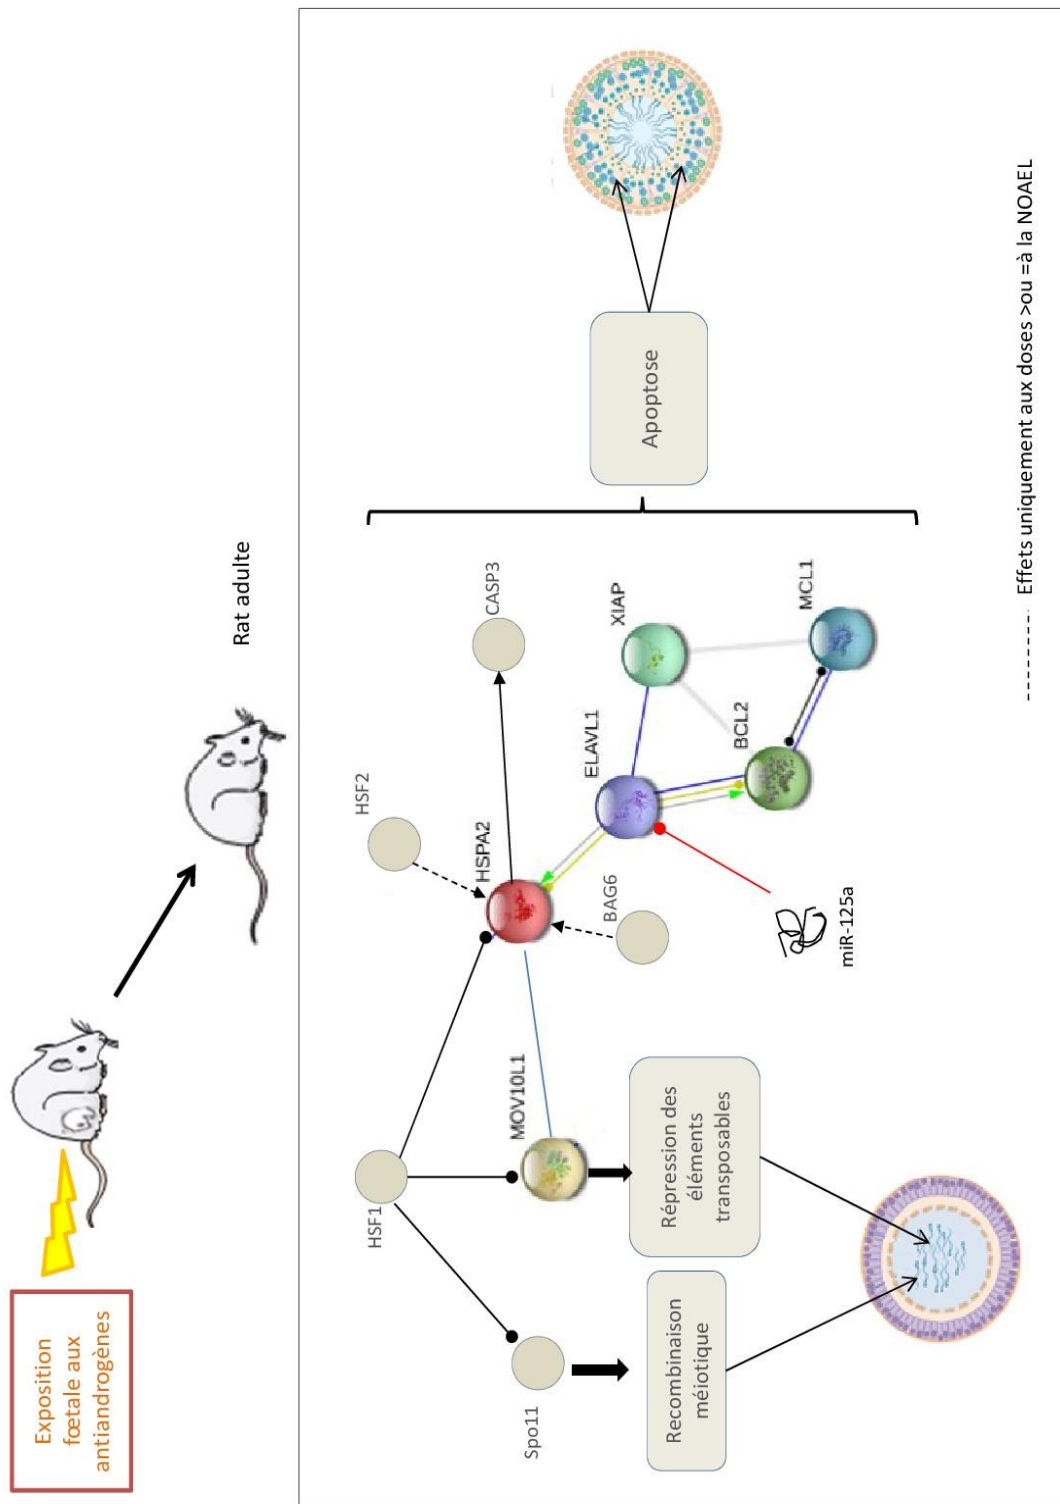 Exposition
fœtale aux
antiandrogènes
Rat adulte
HSF1
HSF2
CASP3
HSPA2
MOV10L1
Spo11
BAG6
ELAVL1
XIAP
BCL2
MCL1
miR-125a
Recombinaison
méiotique
Répression des
éléments
transposables
Apoptose
--------- Effets uniquement aux doses >ou =à la NOAEL